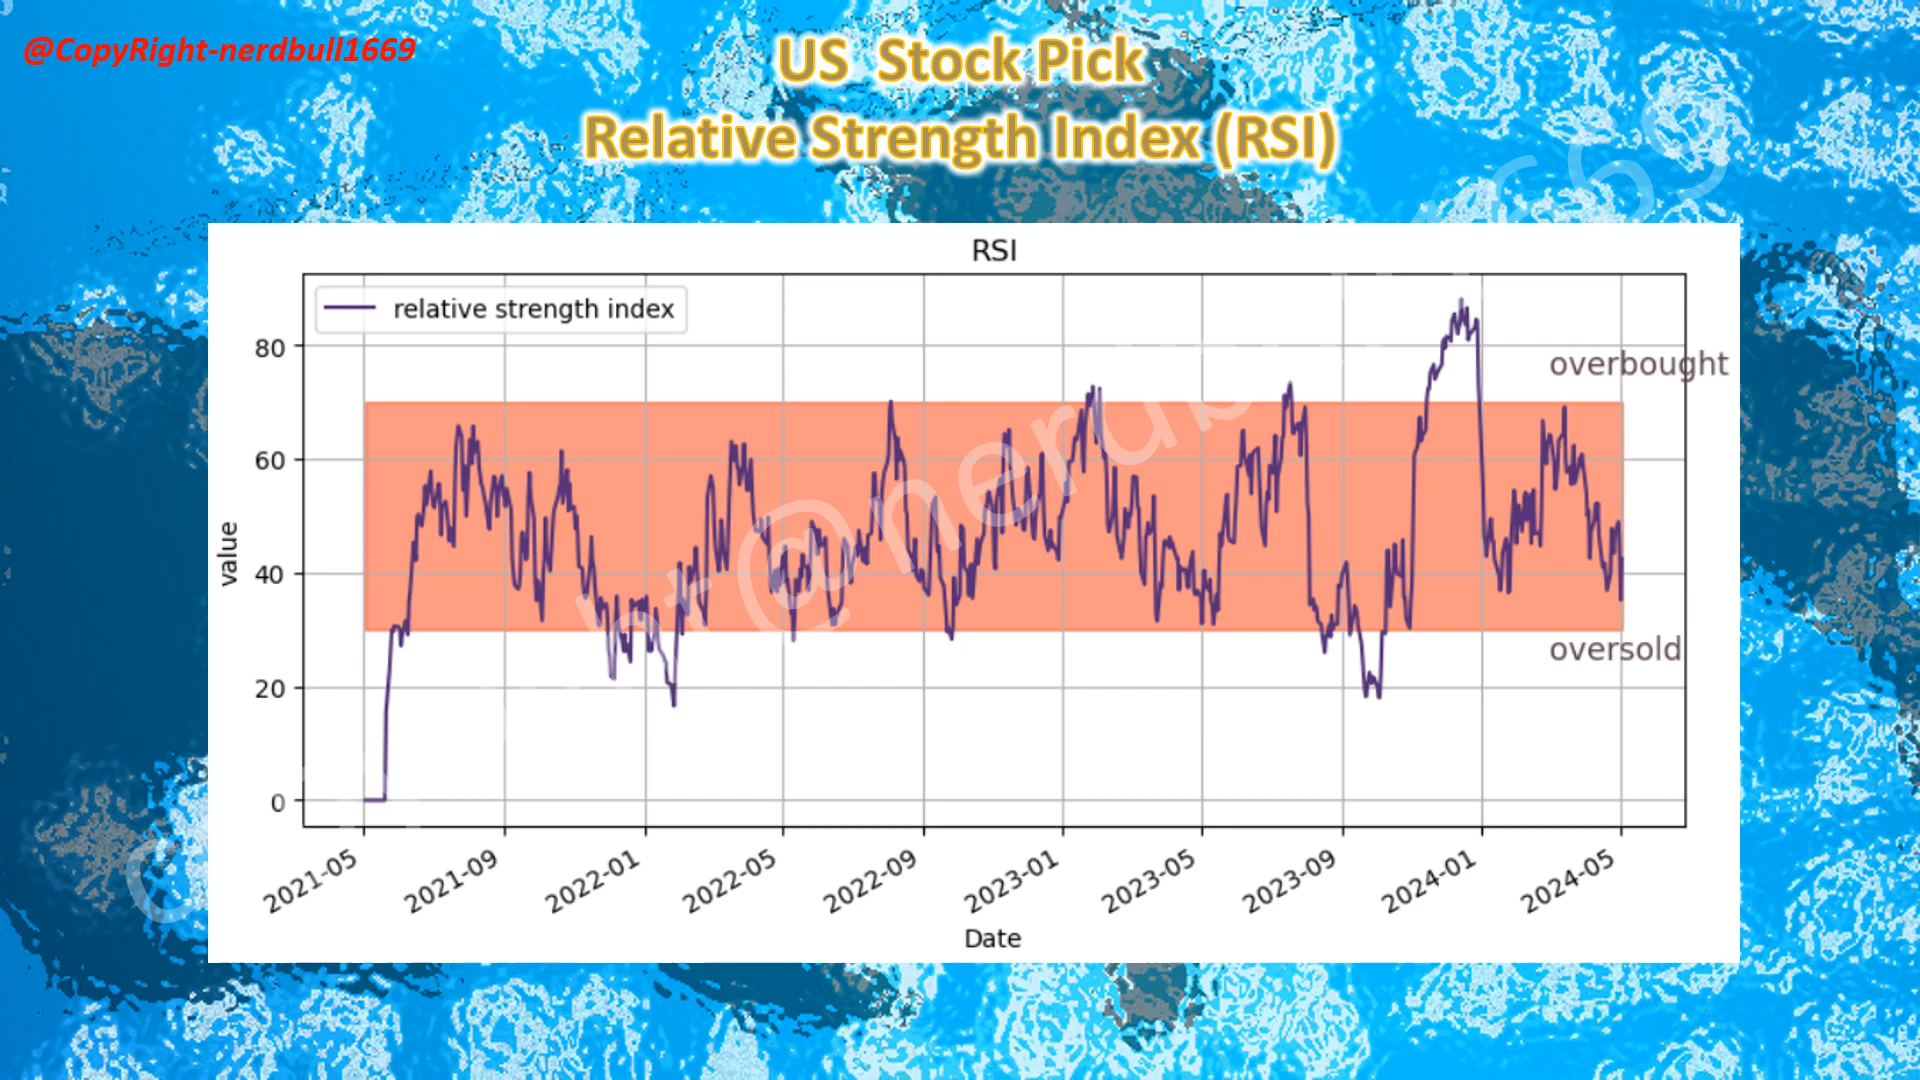 @CopyRight-nerdbull1669
US  Stock Pick
Relative Strength Index (RSI)
RSI
relative strength index
80
60
40
20
0
value
overbought
oversold
2021-05
2021-09
2022-01
2022-05
2022-09
2023-01
2023-05
2023-09
2024-01
2024-05
Date